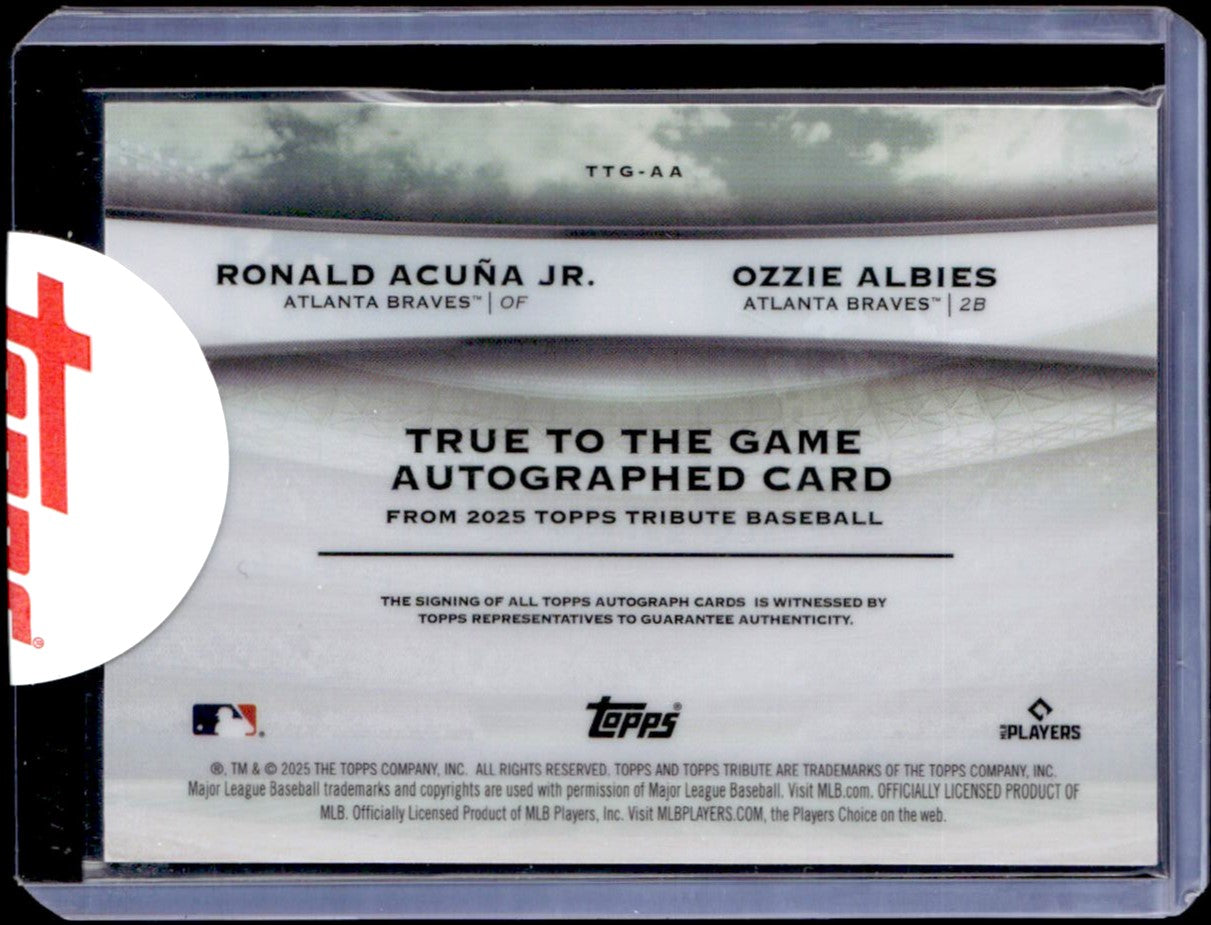 TTG-AA
RONALD ACUÑA JR.
ATLANTA BRAVES™ | OF
OZZIE ALBIES
ATLANTA BRAVES™ | 2B
TRUE TO THE GAME
AUTOGRAPHED CARD
FROM 2025 TOPPS TRIBUTE BASEBALL
THE SIGNING OF ALL TOPPS AUTOGRAPH CARDS IS WITNESSED BY
TOPPS REPRESENTATIVES TO GUARANTEE AUTHENTICITY.
topps®
MLB PLAYERS
®, TM & © 2025 THE TOPPS COMPANY, INC. ALL RIGHTS RESERVED. TOPPS AND TOPPS TRIBUTE ARE TRADEMARKS OF THE TOPPS COMPANY, INC.
Major League Baseball trademarks and copyrights are used with permission of Major League Baseball. Visit MLB.com. OFFICIALLY LICENSED PRODUCT OF
MLB. Officially Licensed Product of MLB Players, Inc. Visit MLBPLAYERS.COM, the Players Choice on the web.